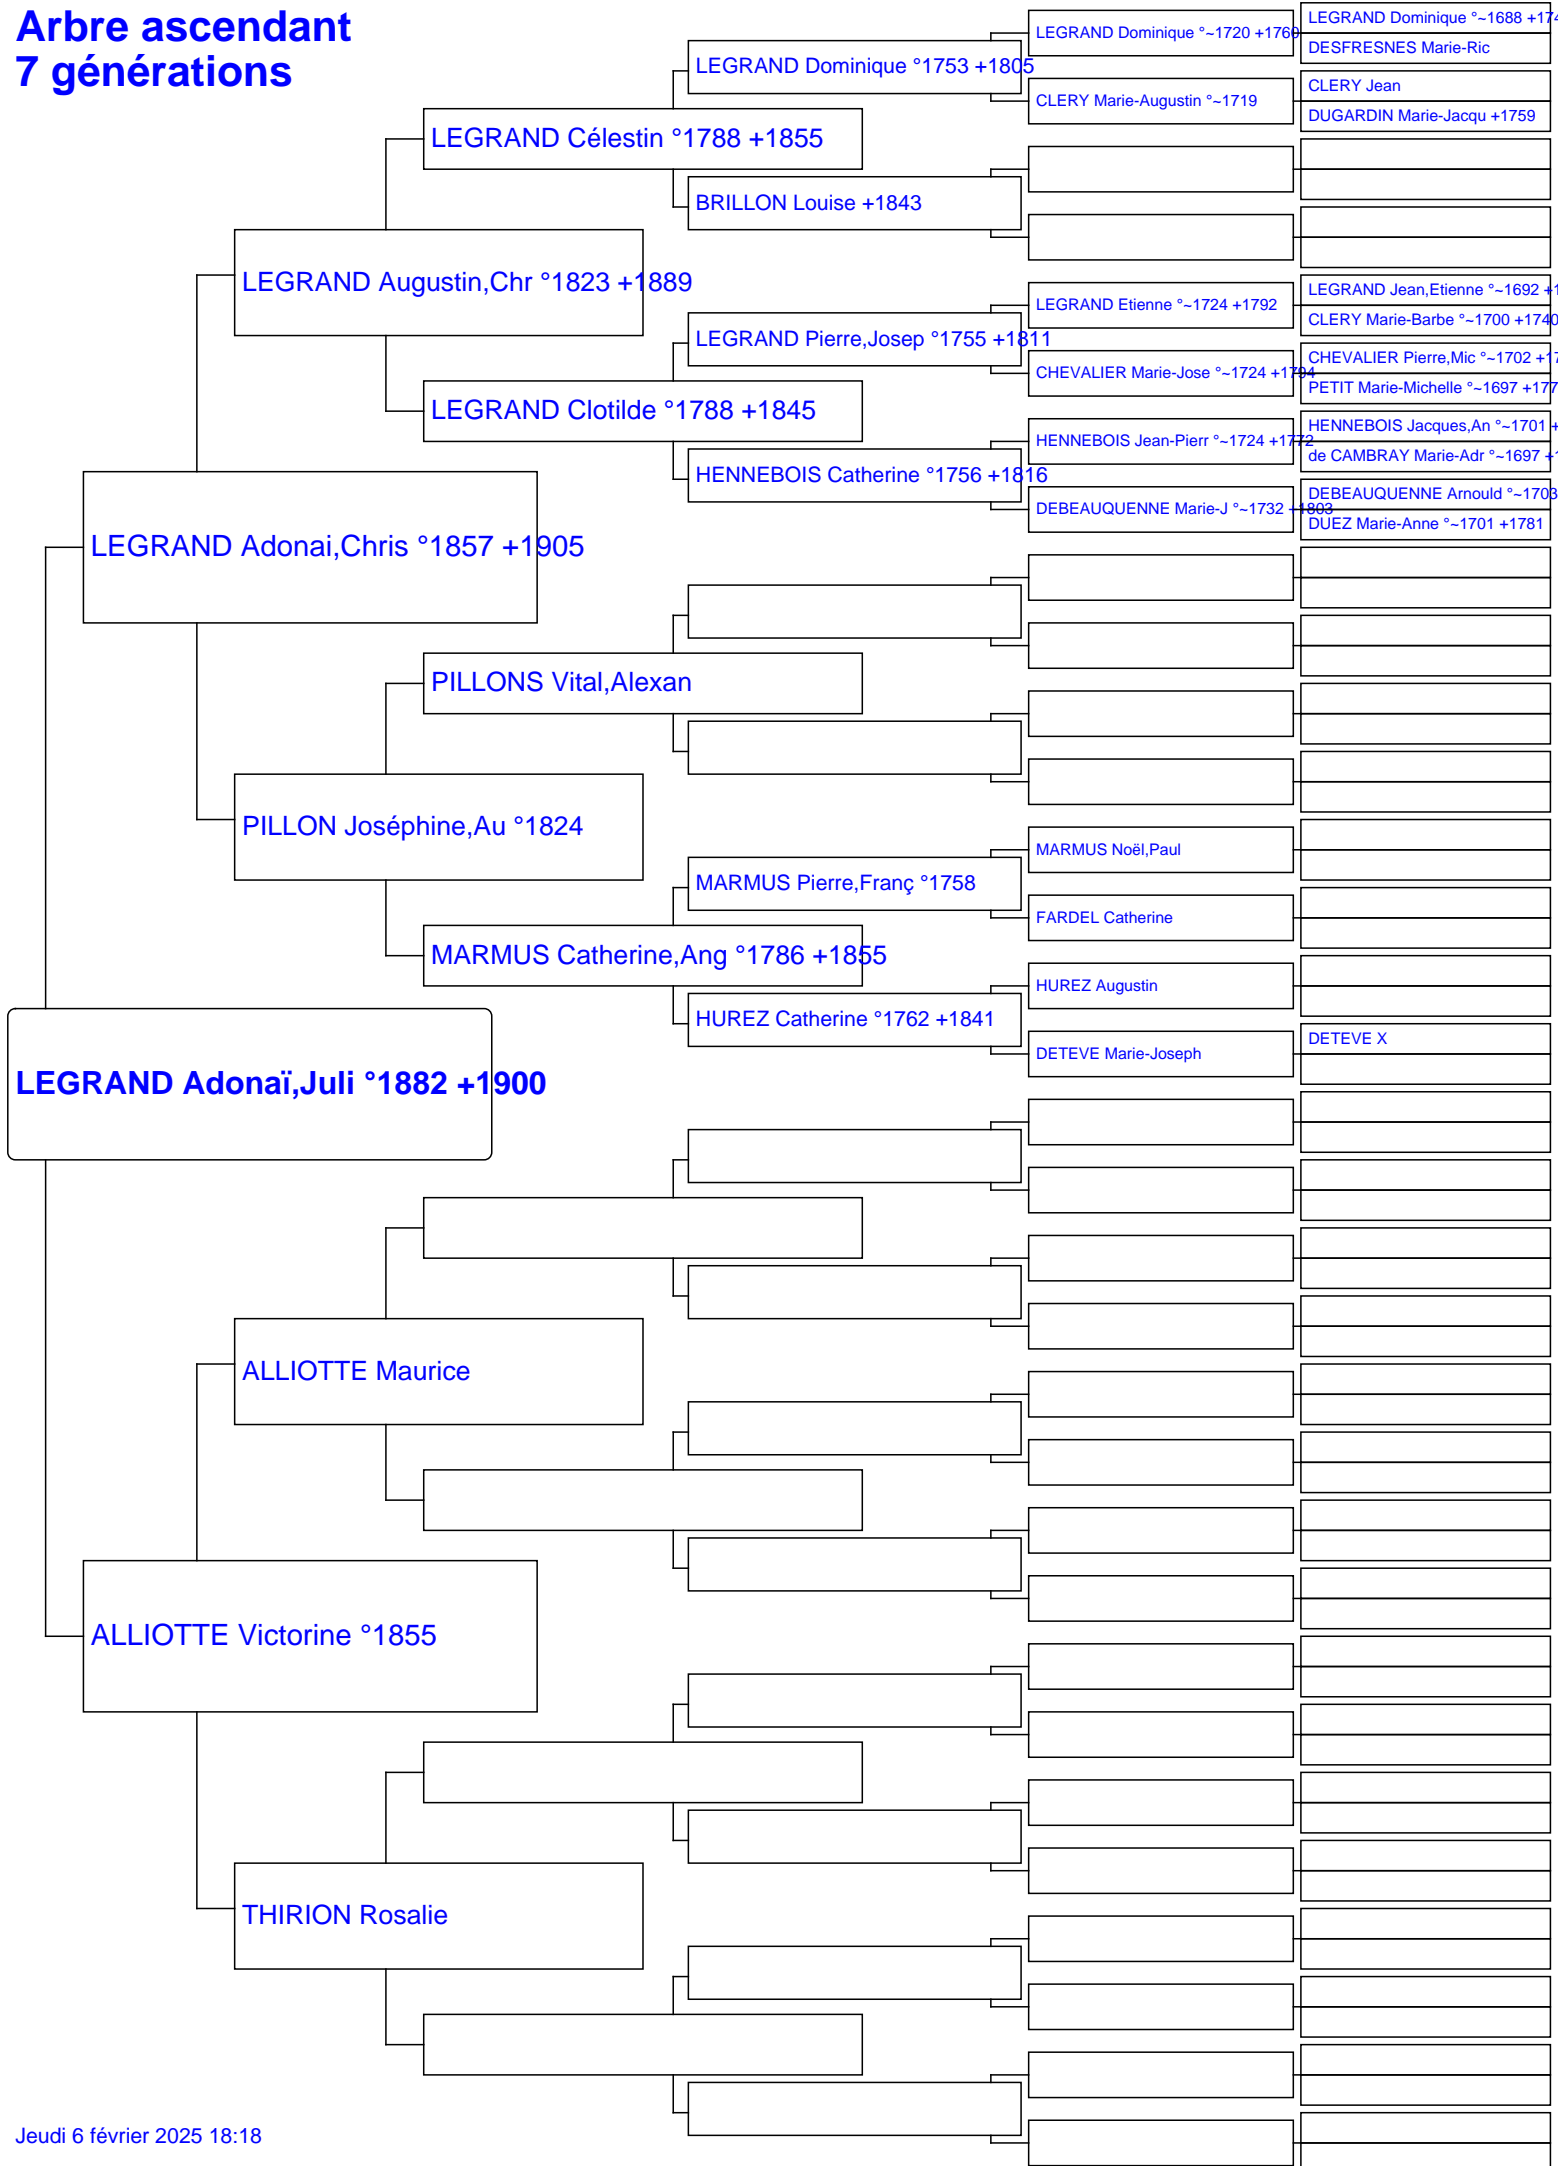 Arbre ascendant
7 générations
LEGRAND Dominique °~1688 +174
LEGRAND Dominique °~1720 +1760
DESFRESNES Marie-Ric
LEGRAND Dominique °1753 +1805
CLERY Jean
CLERY Marie-Augustin °~1719
DUGARDIN Marie-Jacqu +1759
LEGRAND Célestin °1788 +1855
BRILLON Louise +1843
LEGRAND Augustin,Chr °1823 +1889
LEGRAND Jean,Etienne °~1692 +1
LEGRAND Etienne °~1724 +1792
CLERY Marie-Barbe °~1700 +1740
LEGRAND Pierre,Josep °1755 +1811
CHEVALIER Pierre,Mic °~1702 +17
CHEVALIER Marie-Jose °~1724 +1794
PETIT Marie-Michelle °~1697 +177
LEGRAND Clotilde °1788 +1845
HENNEBOIS Jacques,An °~1701 +
HENNEBOIS Jean-Pierr °~1724 +1772
de CAMBRAY Marie-Adr °~1697 +1
HENNEBOIS Catherine °1756 +1816
DEBEAUQUENNE Arnould °~1703
DEBEAUQUENNE Marie-J °~1732 +1803
DUEZ Marie-Anne °~1701 +1781
LEGRAND Adonai,Chris °1857 +1905
PILLONS Vital,Alexan
PILLON Joséphine,Au °1824
MARMUS Noël,Paul
MARMUS Pierre,Franç °1758
FARDEL Catherine
MARMUS Catherine,Ang °1786 +1855
HUREZ Augustin
HUREZ Catherine °1762 +1841
DETEVE X
DETEVE Marie-Joseph
LEGRAND Adonaï,Juli °1882 +1900
ALLIOTTE Maurice
ALLIOTTE Victorine °1855
THIRION Rosalie
Jeudi 6 février 2025 18:18